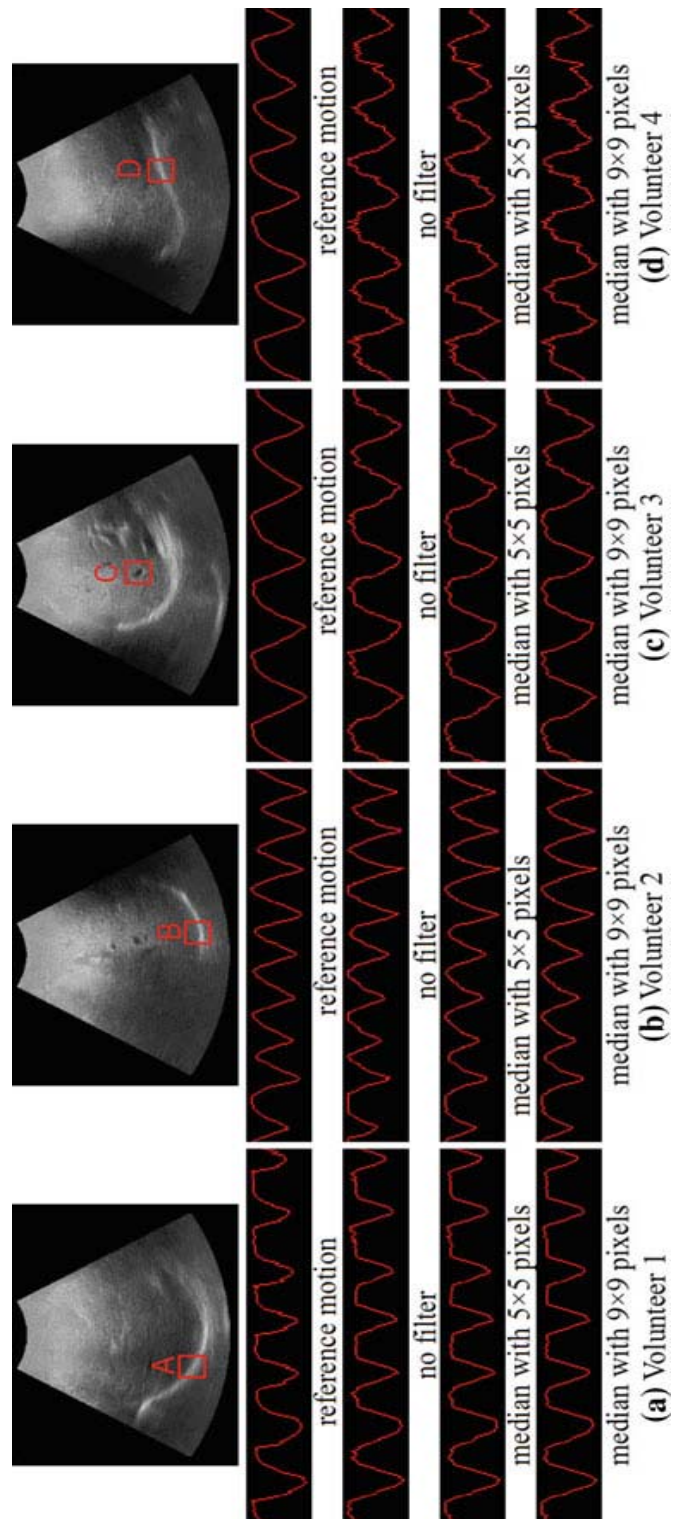 A
reference motion
no filter
median with 5×5 pixels
median with 9×9 pixels
(a) Volunteer 1
B
reference motion
no filter
median with 5×5 pixels
median with 9×9 pixels
(b) Volunteer 2
C
reference motion
no filter
median with 5×5 pixels
median with 9×9 pixels
(c) Volunteer 3
D
reference motion
no filter
median with 5×5 pixels
median with 9×9 pixels
(d) Volunteer 4